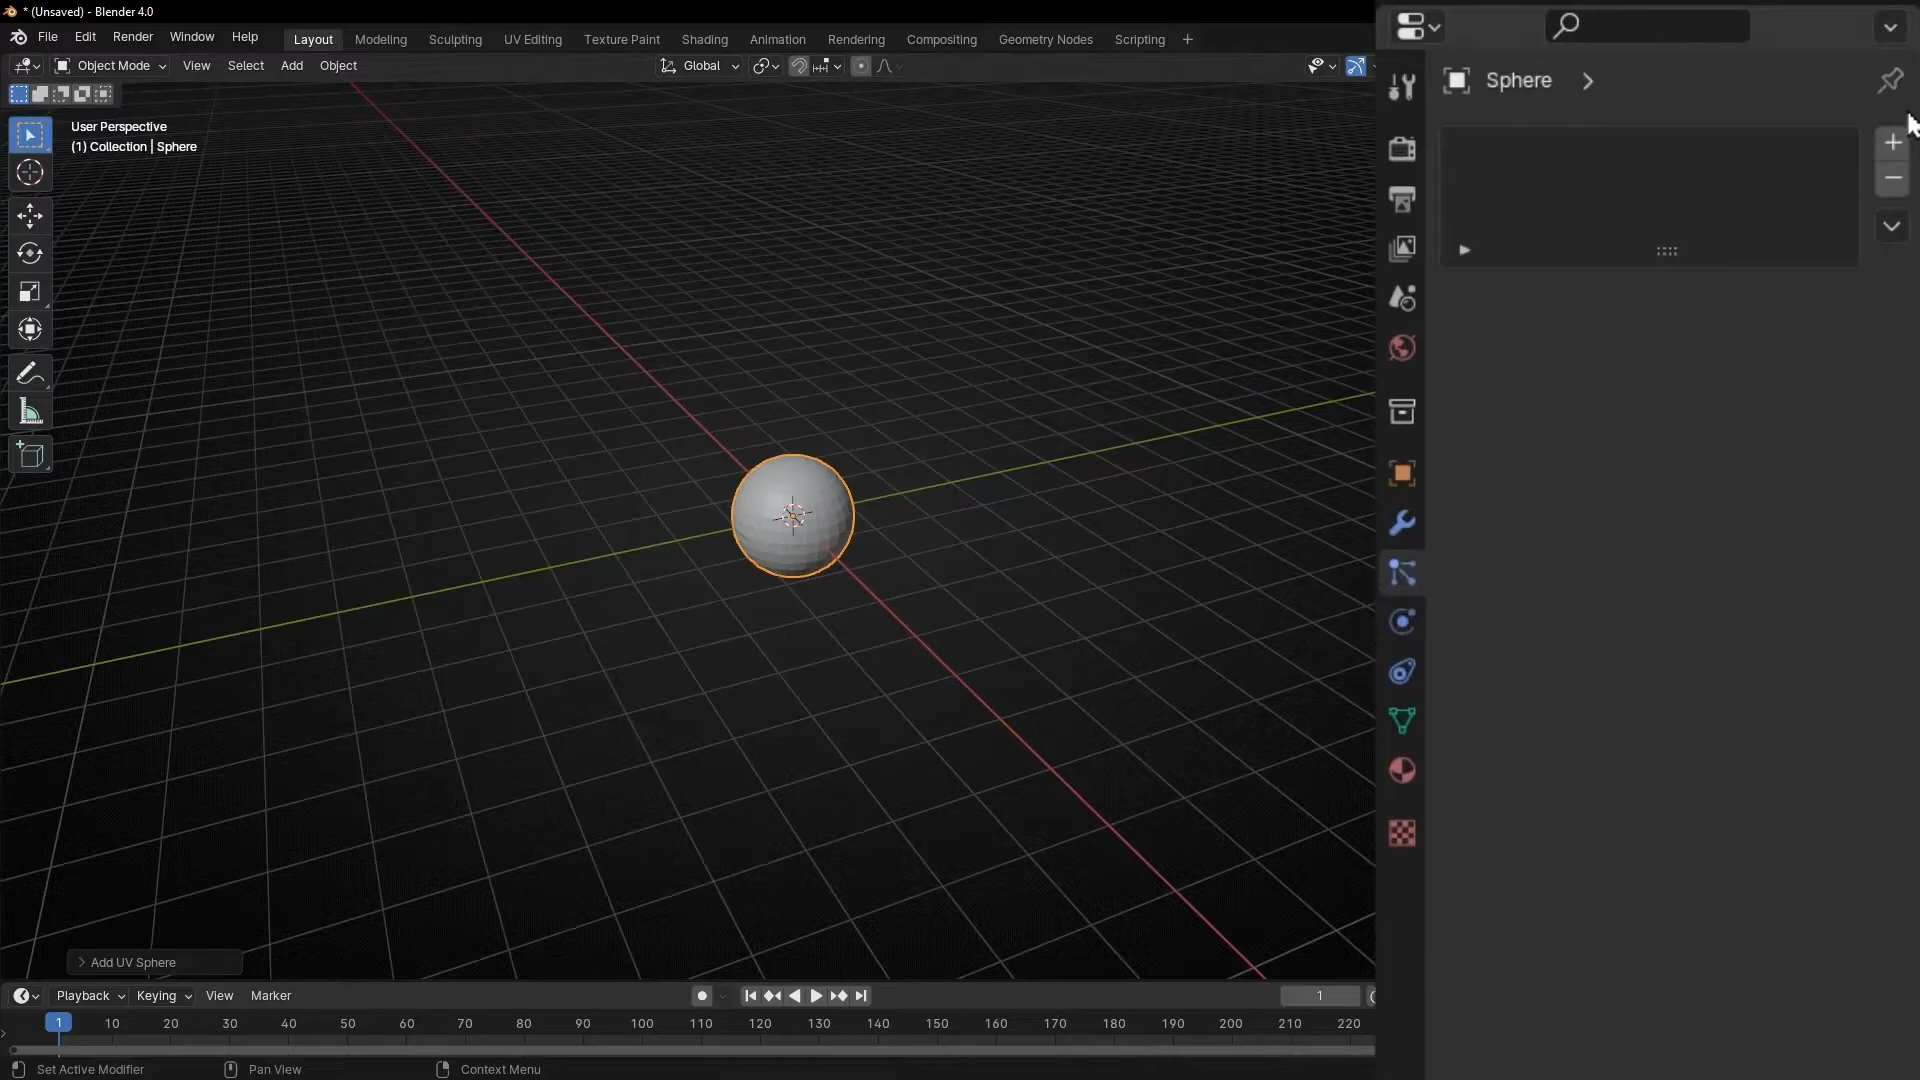 * (Unsaved) - Blender 4.0
File Edit Render Window Help Layout Modeling Sculpting UV Editing Texture Paint Shading Animation Rendering Compositing Geometry Nodes Scripting +
Object Mode View Select Add Object Global
Sphere
User Perspective
(1) Collection | Sphere
Add UV Sphere
Playback Keying View Marker 1
1 10 20 30 40 50 60 70 80 90 100 110 120 130 140 150 160 170 180 190 200 210 220
Set Active Modifier Pan View Context Menu